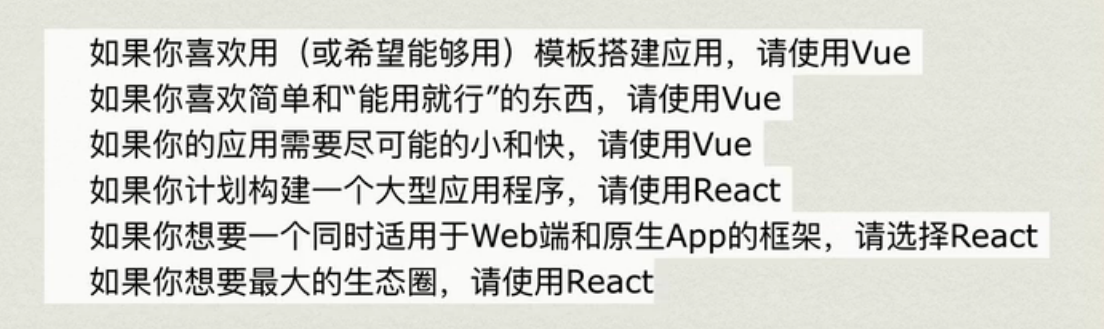 如果你喜欢用（或希望能够用）模板搭建应用，请使用Vue
如果你喜欢简单和“能用就行”的东西，请使用Vue
如果你的应用需要尽可能的小和快，请使用Vue
如果你计划构建一个大型应用程序，请使用React
如果你想要一个同时适用于Web端和原生App的框架，请选择React
如果你想要最大的生态圈，请使用React